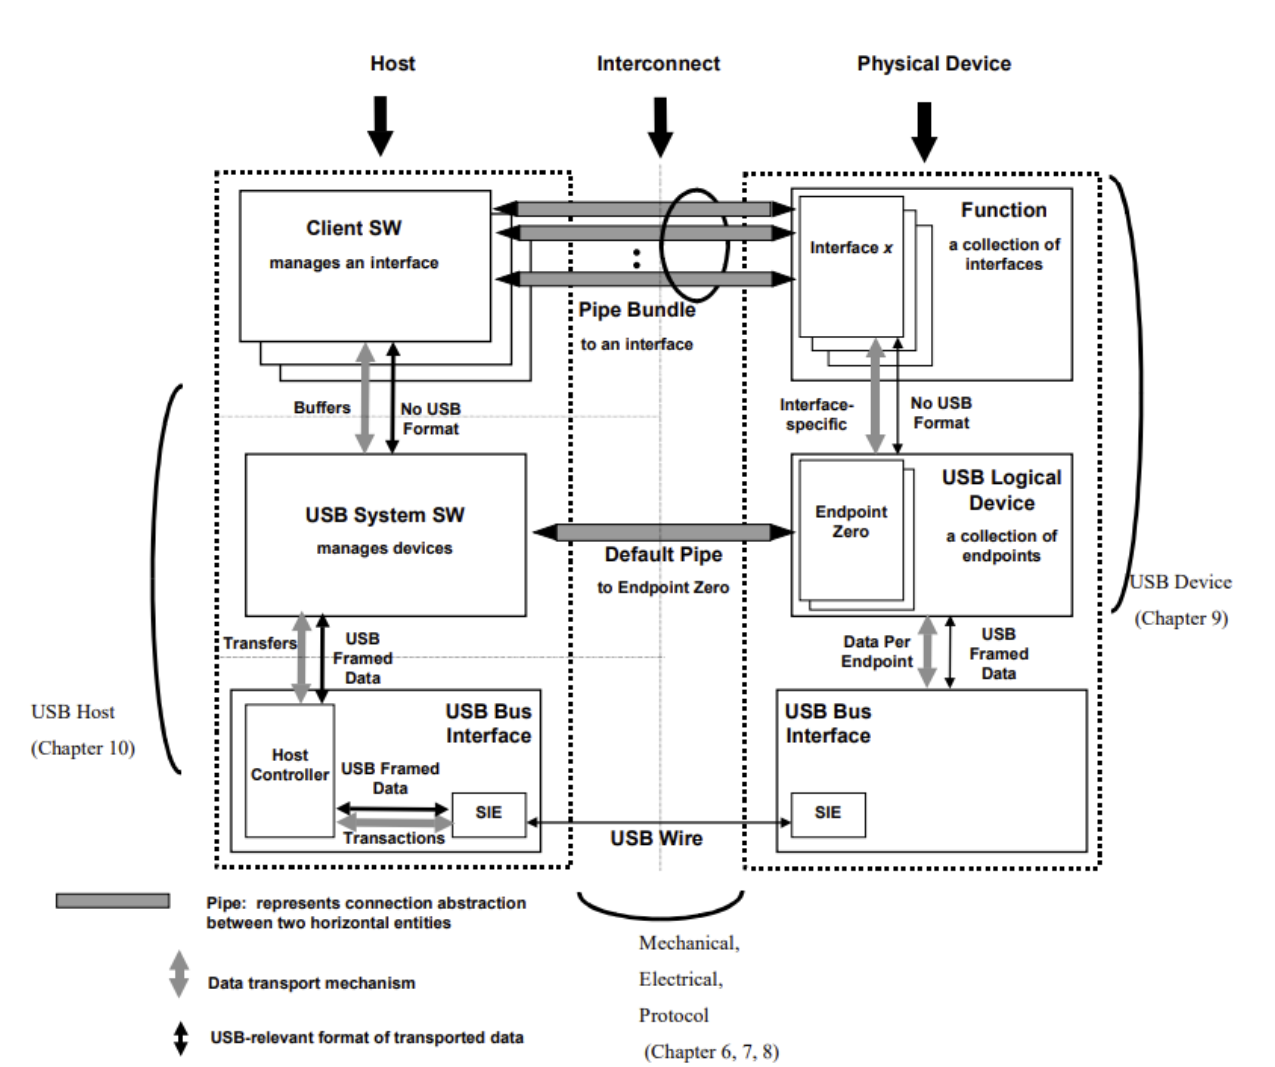 Host
Interconnect
Physical Device
Client SW
manages an interface
Pipe Bundle
to an interface
Interface x
Function
a collection of
interfaces
Buffers
No USB
Format
Interface-
specific
No USB
Format
USB System SW
manages devices
Default Pipe
to Endpoint Zero
Endpoint
Zero
USB Logical
Device
a collection of
endpoints
USB Device
(Chapter 9)
Transfers
USB
Framed
Data
Data Per
Endpoint
USB
Framed
Data
USB Host
(Chapter 10)
USB Bus
Interface
Host
Controller
USB Framed
Data
Transactions
SIE
USB Wire
USB Bus
Interface
SIE
Pipe: represents connection abstraction
between two horizontal entities
Data transport mechanism
USB-relevant format of transported data
Mechanical,
Electrical,
Protocol
(Chapter 6, 7, 8)